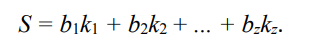 S = b₁k₁ + b₂k₂ + ... + b𝓏k𝓏.